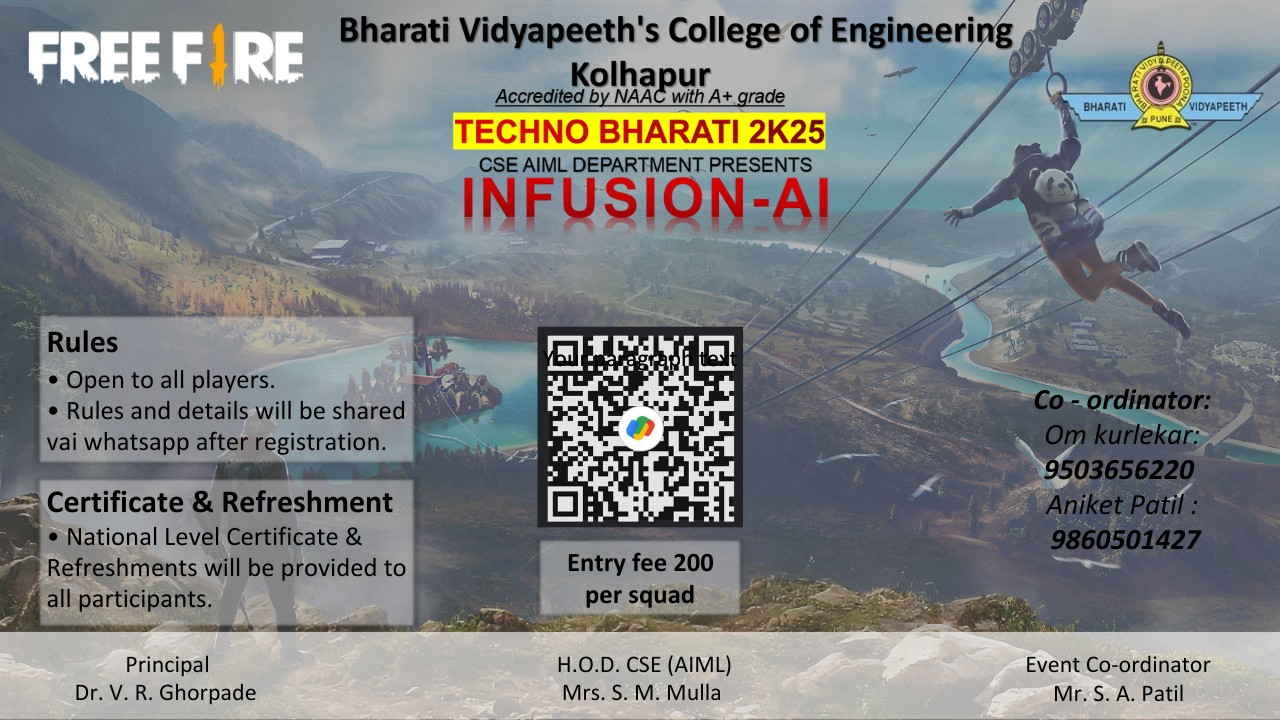 FREE FIRE
Bharati Vidyapeeth's College of Engineering
Kolhapur
Accredited by NAAC with A+ grade
TECHNO BHARATI 2K25
CSE AIML DEPARTMENT PRESENTS
INFUSION-AI
BHARATI VIDYAPEETH POONA
BHARATI VIDYAPEETH
PUNE
Rules
• Open to all players.
• Rules and details will be shared
vai whatsapp after registration.
Certificate & Refreshment
• National Level Certificate &
Refreshments will be provided to
all participants.
Your paragraph text
Entry fee 200
per squad
Co - ordinator:
Om kurlekar:
9503656220
Aniket Patil :
9860501427
Principal
Dr. V. R. Ghorpade
H.O.D. CSE (AIML)
Mrs. S. M. Mulla
Event Co-ordinator
Mr. S. A. Patil